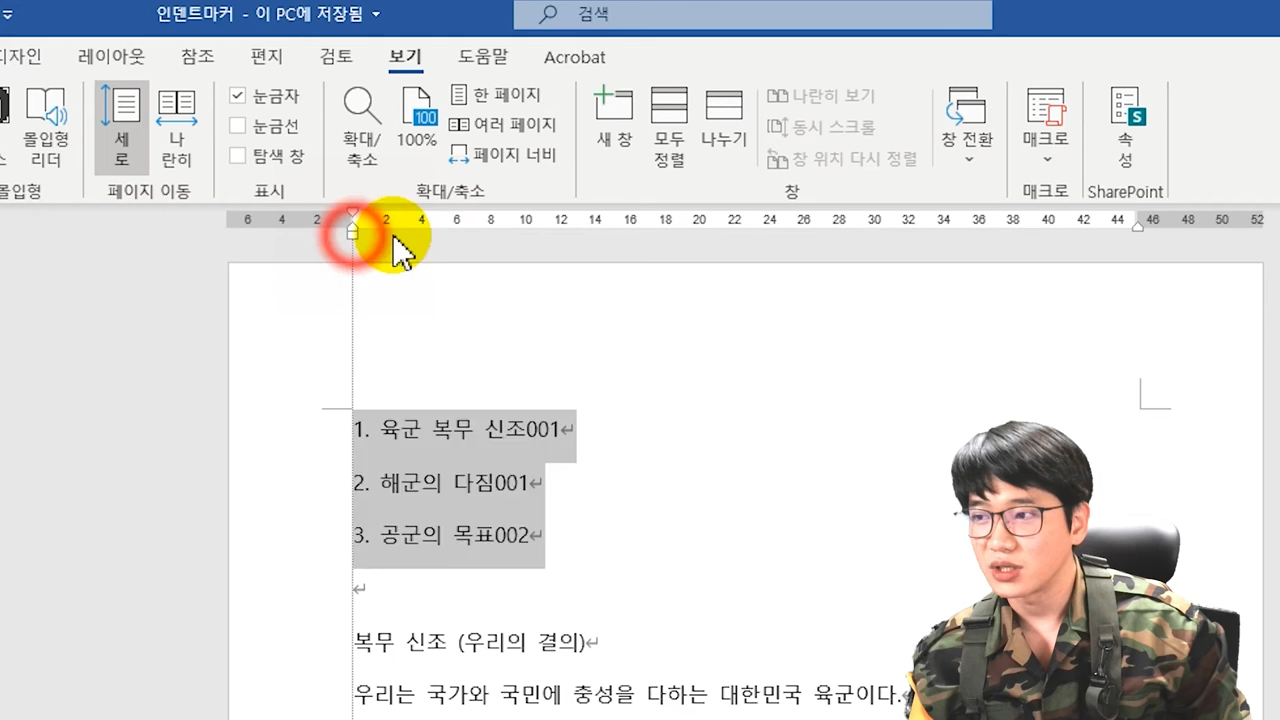 인덴트마커 - 이 PC에 저장됨
검색
디자인 레이아웃 참조 편지 검토 보기 도움말 Acrobat
몰입형 리더
세로
나란히
눈금자
눈금선
탐색 창
확대/축소
100
100%
한 페이지
여러 페이지
페이지 너비
새 창
모두 정렬
나누기
나란히 보기
동시 스크롤
창 위치 다시 정렬
창 전환
매크로
속성
몰입형 페이지 이동 표시 확대/축소 창 매크로 SharePoint
6 4 2 2 4 6 8 10 12 14 16 18 20 22 24 26 28 30 32 34 36 38 40 42 44 46 48 50 52
1. 육군 복무 신조001
2. 해군의 다짐001
3. 공군의 목표002
복무 신조 (우리의 결의)
우리는 국가와 국민에 충성을 다하는 대한민국 육군이다.